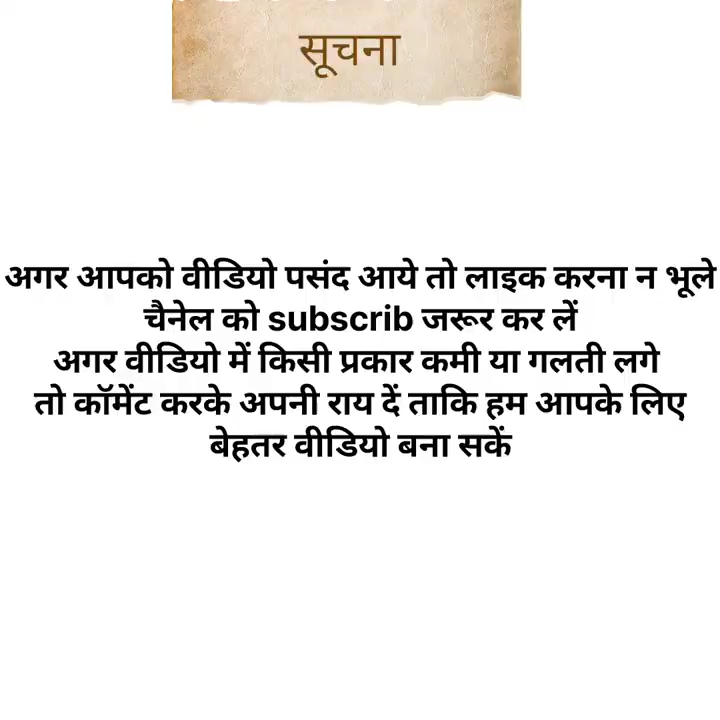 सूचना
अगर आपको वीडियो पसंद आये तो लाइक करना न भूले
चैनेल को subscrib जरूर कर लें
अगर वीडियो में किसी प्रकार कमी या गलती लगे
तो कॉमेंट करके अपनी राय दें ताकि हम आपके लिए
बेहतर वीडियो बना सकें